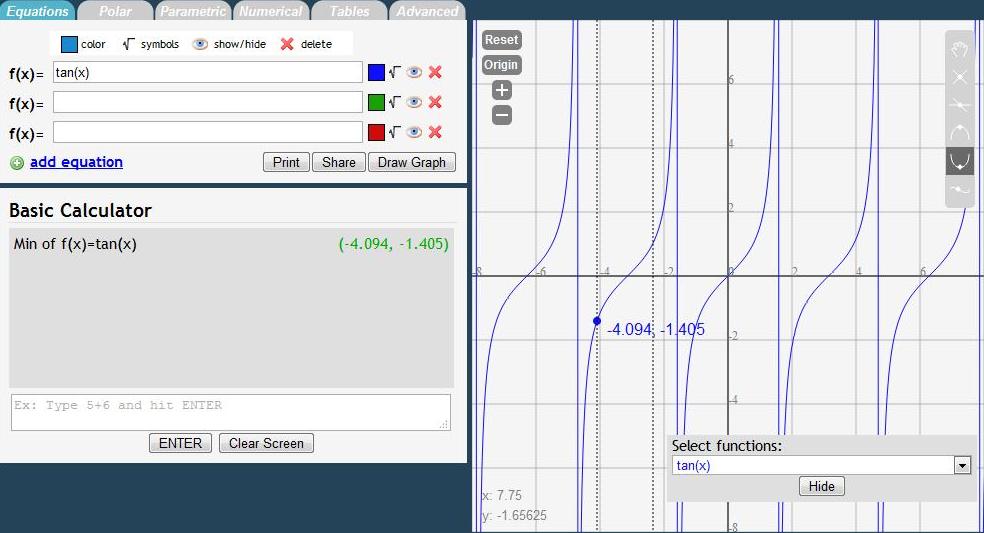 Equations Polar Parametric Numerical Tables Advanced
color √ symbols show/hide delete
f(x)= tan(x)
f(x)=
f(x)=
add equation Print Share Draw Graph
Basic Calculator
Min of f(x)=tan(x) (-4.094, -1.405)
Ex: Type 5+6 and hit ENTER
ENTER Clear Screen
Reset
Origin
+
−
6
4
2
-8 -6 -4 -2 0 2 4 6
-4.094, -1.405
-2
-4
Select functions:
tan(x)
Hide
x: 7.75
y: -1.65625
-8